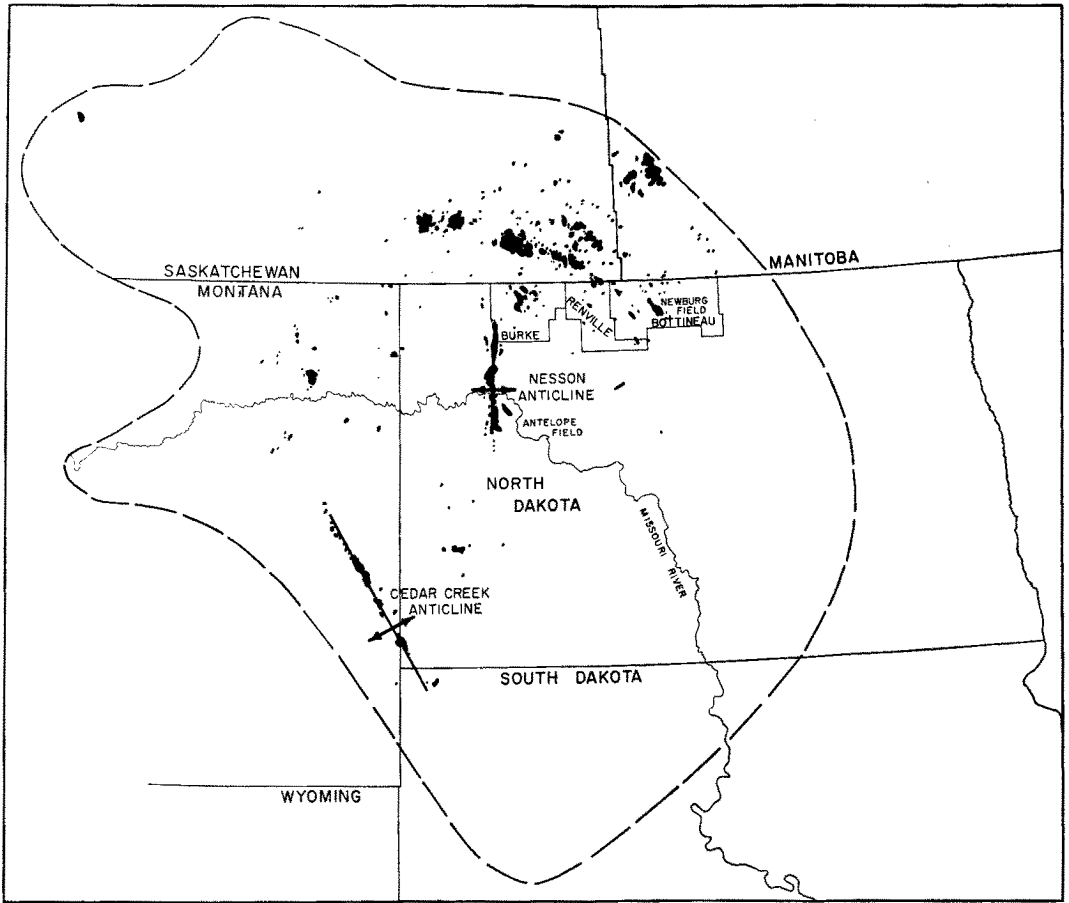 SASKATCHEWAN
MONTANA
MANITOBA
BURKE
RENVILLE
NEWBURG
FIELD
BOTTINEAU
NESSON
ANTICLINE
ANTELOPE
FIELD
NORTH
DAKOTA
MISSOURI RIVER
CEDAR CREEK
ANTICLINE
SOUTH DAKOTA
WYOMING